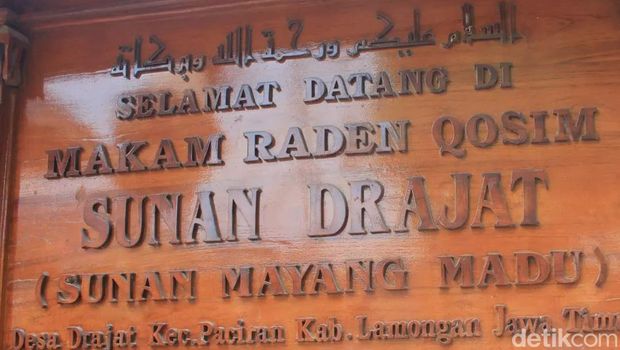 السلام عليكم ورحمة الله وبركاته
SELAMAT DATANG DI
MAKAM RADEN QOSIM
SUNAN DRAJAT
(SUNAN MAYANG MADU)
Desa Drajat Kec.Paciran Kab.Lamongan Jawa Timu
detikcom